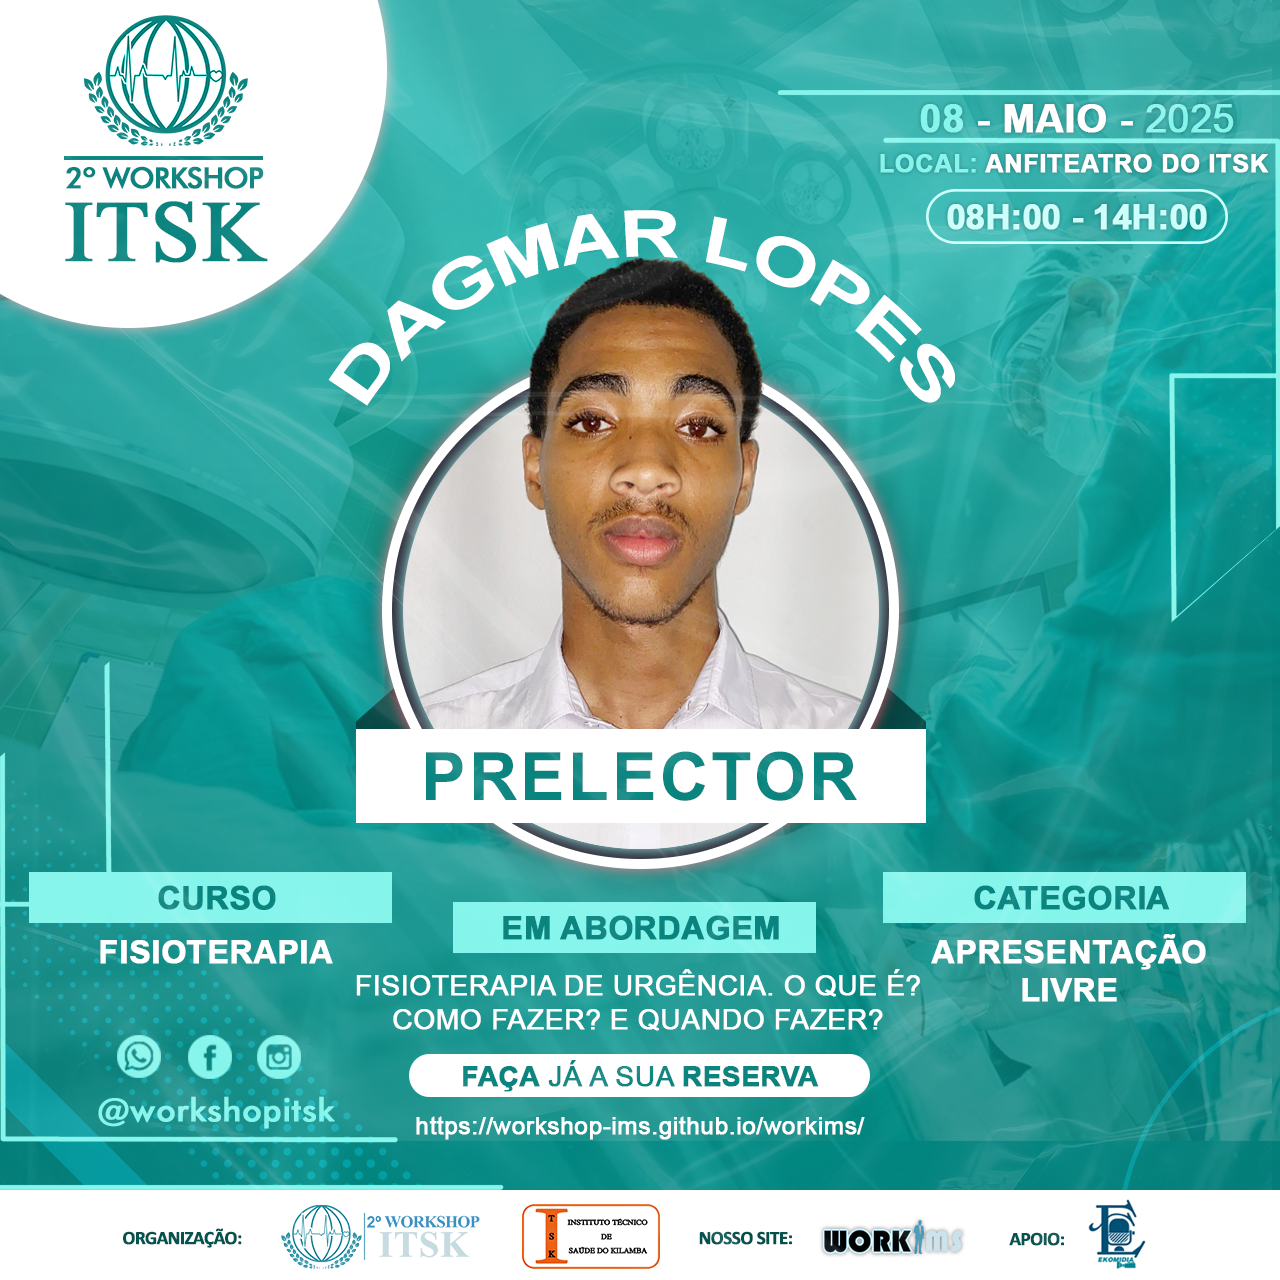 2º WORKSHOP
ITSK
08 - MAIO - 2025
LOCAL: ANFITEATRO DO ITSK
08H:00 - 14H:00
DAGMAR LOPES
PRELECTOR
CURSO
FISIOTERAPIA
EM ABORDAGEM
FISIOTERAPIA DE URGÊNCIA. O QUE É?
COMO FAZER? E QUANDO FAZER?
CATEGORIA
APRESENTAÇÃO
LIVRE
@workshopitsk
FAÇA JÁ A SUA RESERVA
https://workshop-ims.github.io/workims/
ORGANIZAÇÃO:
2º WORKSHOP
ITSK
I T S K
INSTITUTO TÉCNICO
DE
SAÚDE DO KILAMBA
NOSSO SITE:
WORKIMS
APOIO:
EKOMIDIA